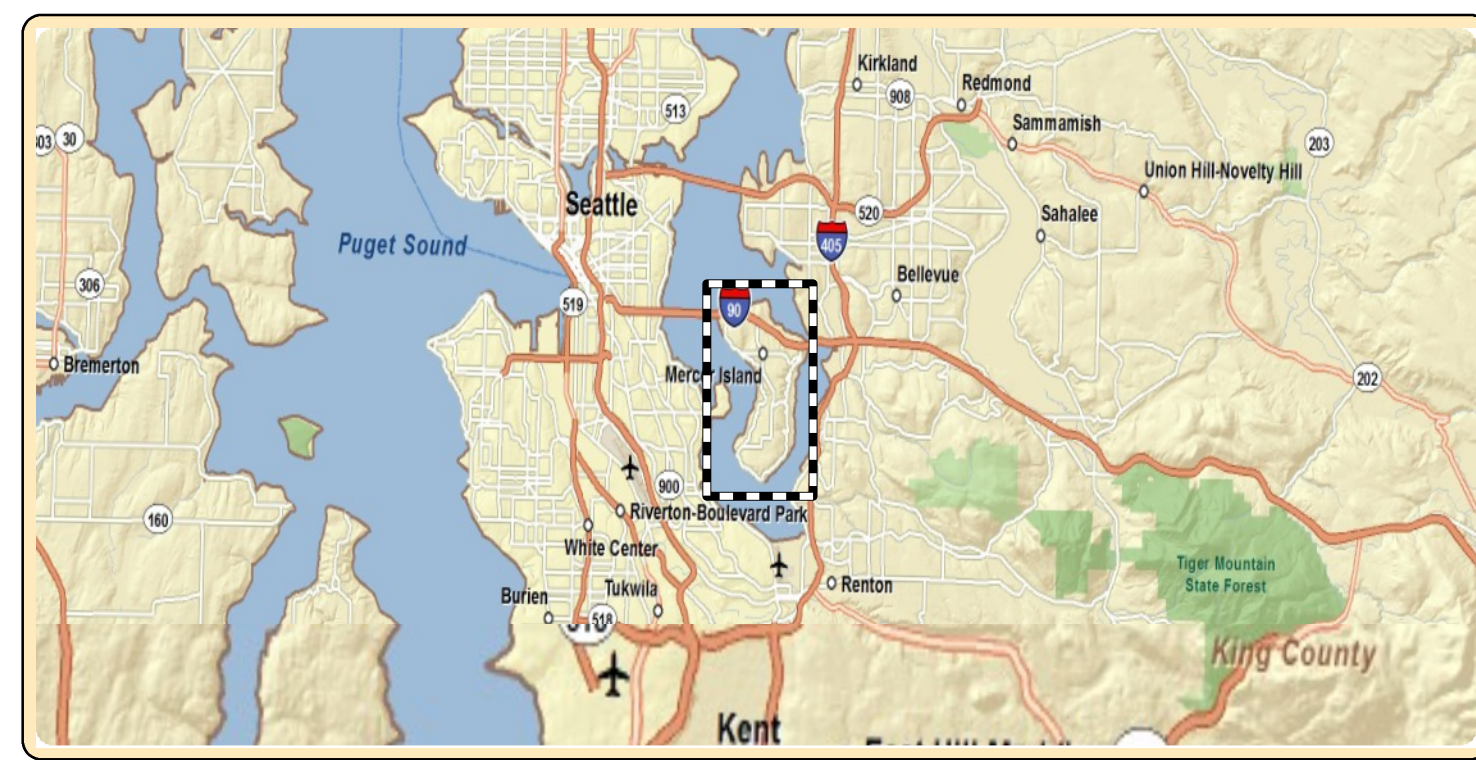 Kirkland
908
Redmond
513
Sammamish
303
30
203
Union Hill-Novelty Hill
Seattle
520
Sahalee
Puget Sound
405
Bellevue
306
519
90
Bremerton
Mercer Island
202
900
160
Riverton-Boulevard Park
White Center
Tiger Mountain
State Forest
Tukwila
Renton
Burien
518
King County
Kent